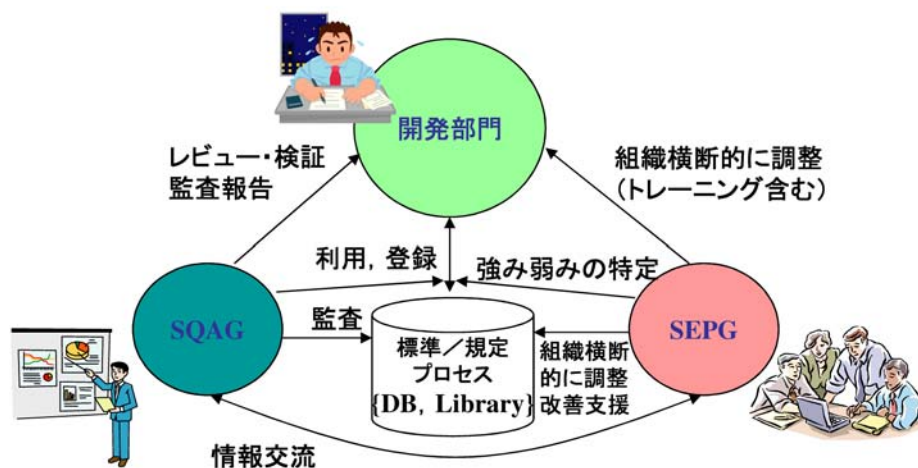 開発部門
レビュー・検証
監査報告
組織横断的に調整
(トレーニング含む)
利用，登録
強み弱みの特定
SQAG
監査
標準／規定
プロセス
{DB，Library}
組織横断
的に調整
改善支援
SEPG
情報交流